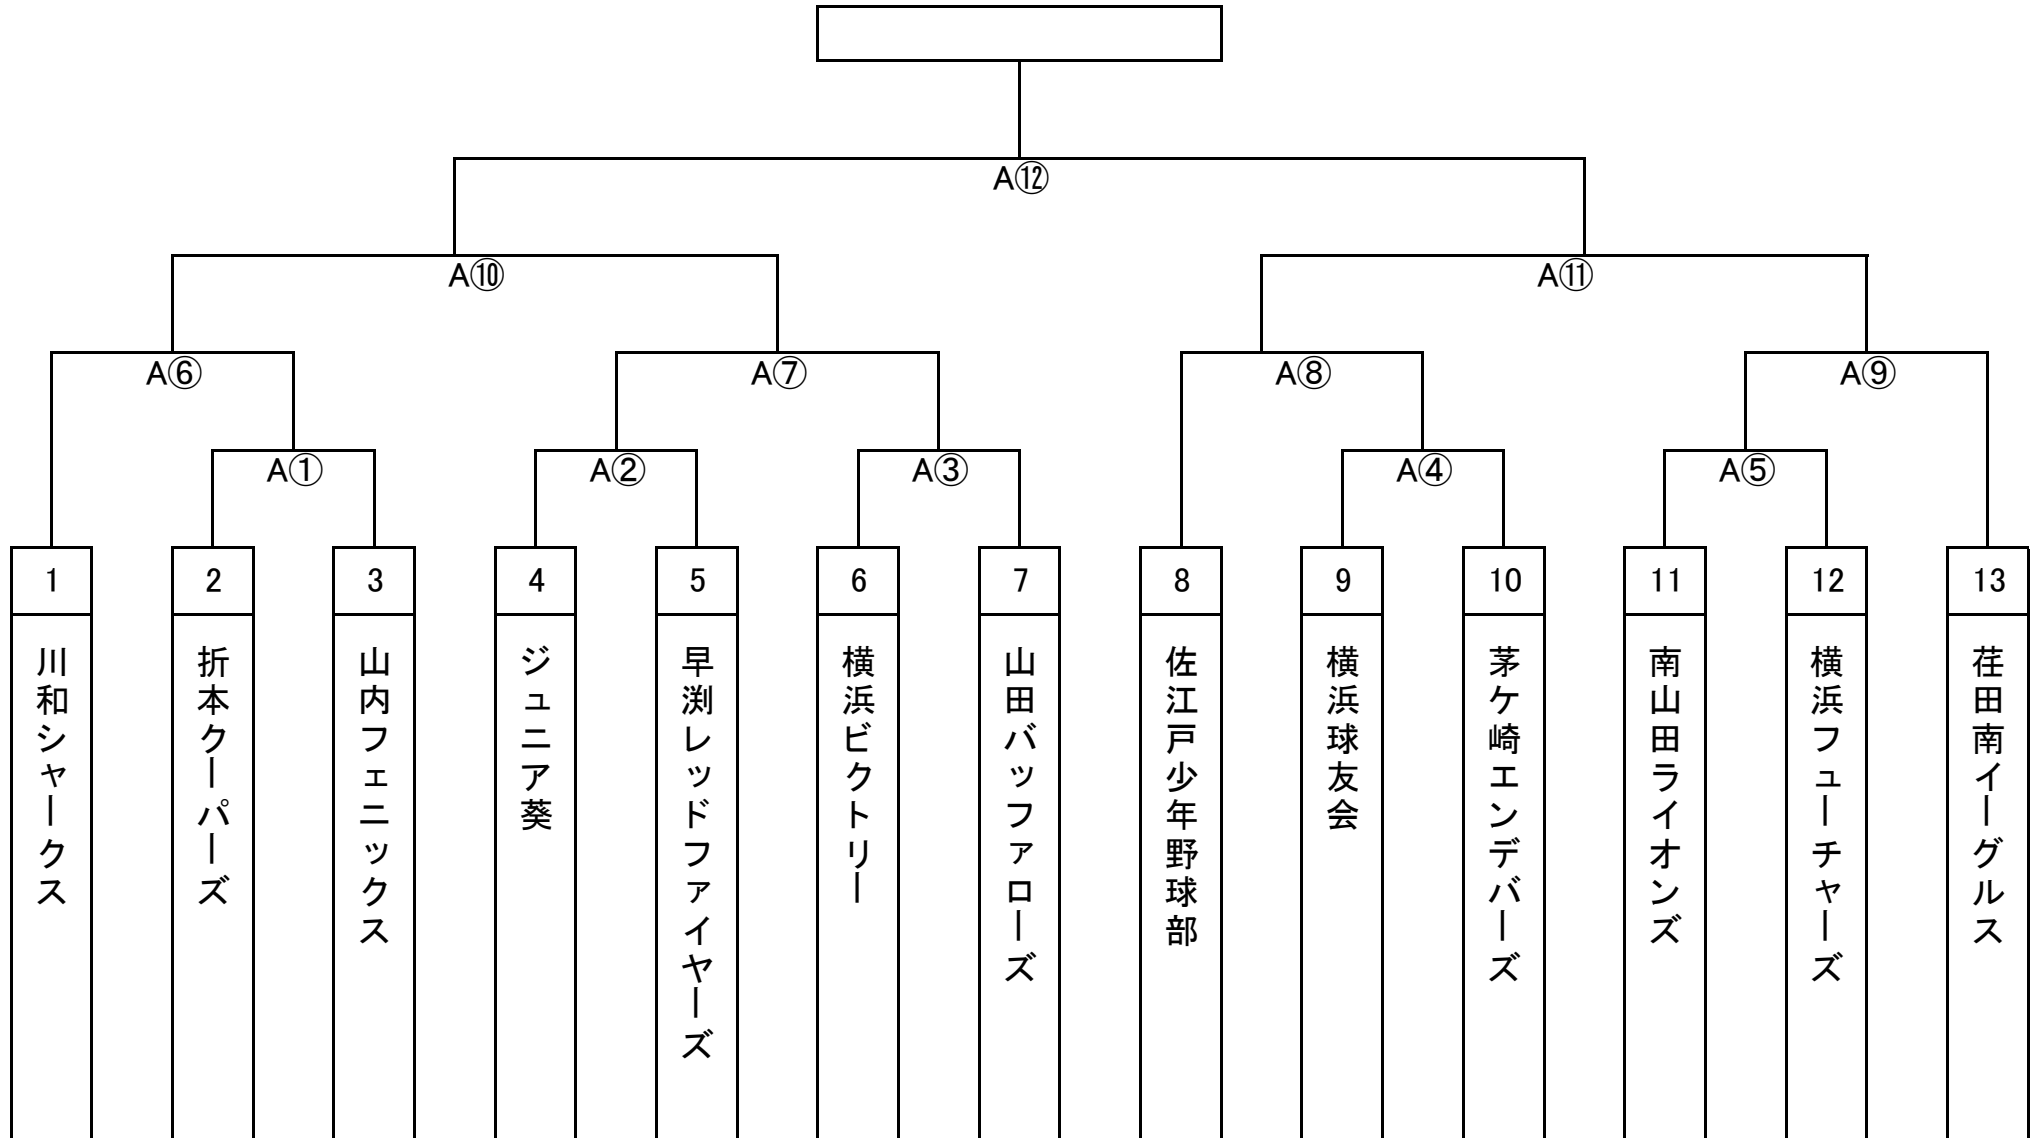 A⑫
A⑩
A⑪
A⑥
A⑦
A⑧
A⑨
A①
A②
A③
A④
A⑤
1
2
3
4
5
6
7
8
9
10
11
12
13
川和シャークス
折本クーパーズ
山内フェニックス
ジュニア葵
早渕レッドファイヤーズ
横浜ビクトリー
山田バッファローズ
佐江戸少年野球部
横浜球友会
茅ケ崎エンデバーズ
南山田ライオンズ
横浜フューチャーズ
荏田南イーグルス